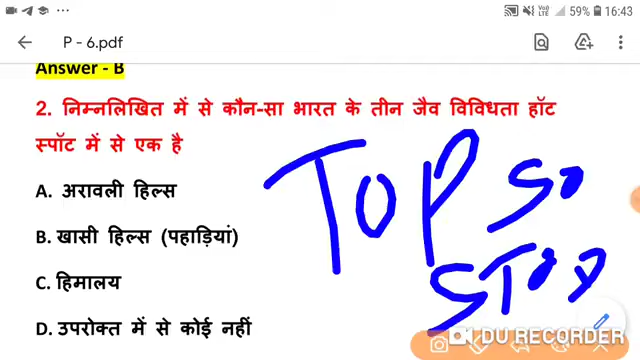 59% 16:43
P - 6.pdf
Answer - B
2. निम्नलिखित में से कौन-सा भारत के तीन जैव विविधता हॉट
स्पॉट में से एक है
A. अरावली हिल्स
B. खासी हिल्स (पहाड़ियां)
C. हिमालय
D. उपरोक्त में से कोई नहीं
TOP 50
DU RECORDER